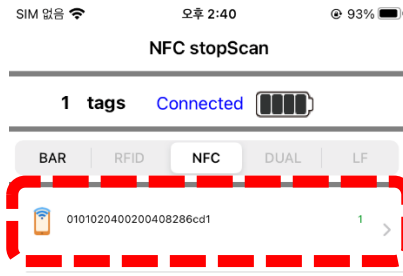 SIM 없음 오후 2:40 93%
NFC stopScan
1 tags Connected
BAR RFID NFC DUAL LF
0101020400200408286cd1 1